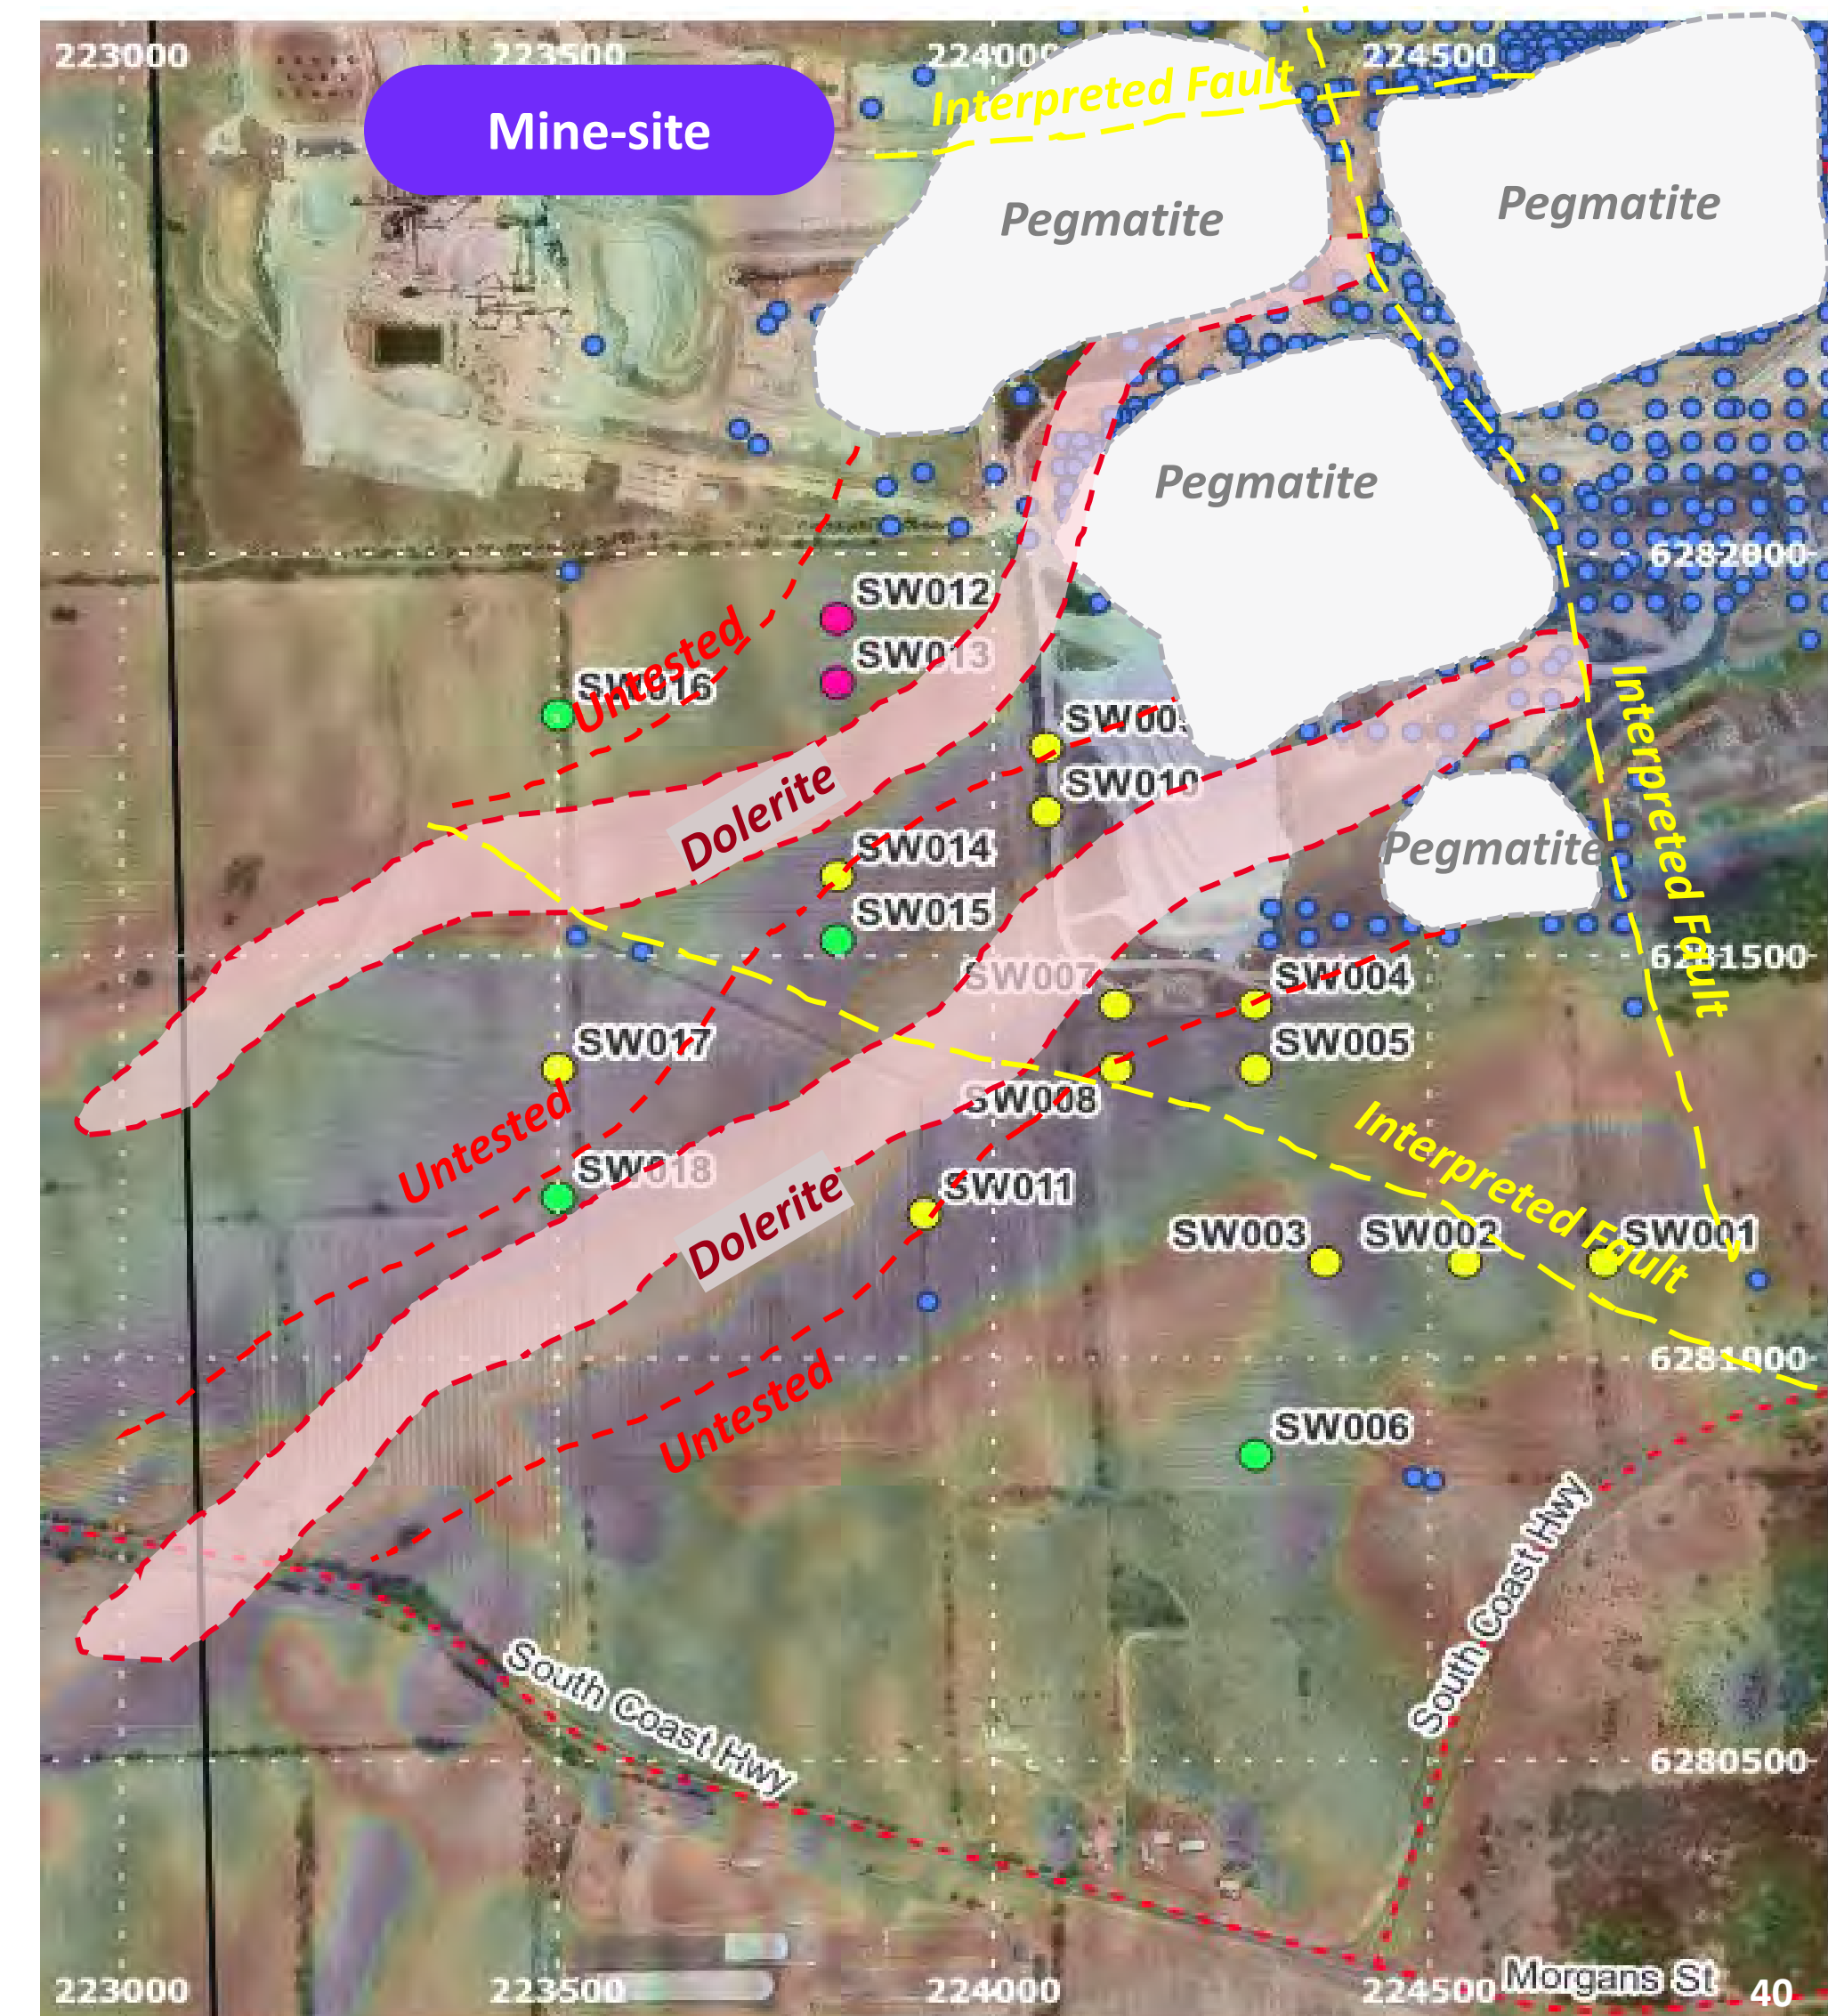 223000
223500
224000
224500
Mine-site
Interpreted Fault
Pegmatite
Pegmatite
Pegmatite
6282000
SW012
SW013
Untested
SW016
SW010
Dolerite
SW014
Pegmatite
Interpreted Fault
SW015
6281500
SW007
SW004
SW017
SW005
SW008
Untested
SW018
SW011
Interpreted Fault
Dolerite
SW003
SW002
SW001
6281000
Untested
SW006
South Coast Hwy
South Coast Hwy
6280500
223000
223500
224000
224500
Morgans St
40